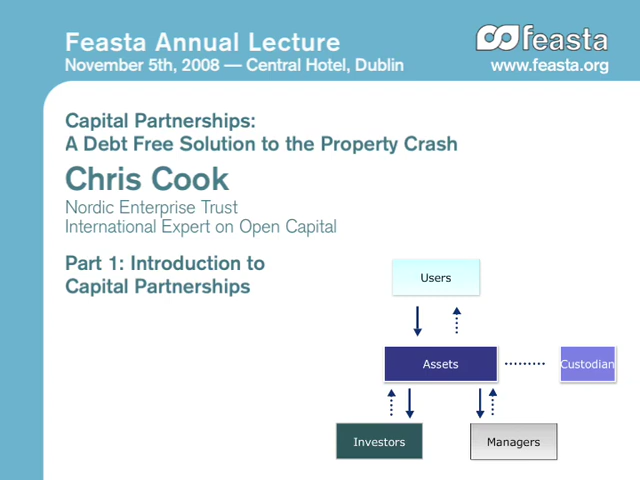 Feasta Annual Lecture
November 5th, 2008 — Central Hotel, Dublin
feasta
www.feasta.org
Capital Partnerships:
A Debt Free Solution to the Property Crash
Chris Cook
Nordic Enterprise Trust
International Expert on Open Capital
Part 1: Introduction to
Capital Partnerships
Users
Assets
Custodian
Investors
Managers